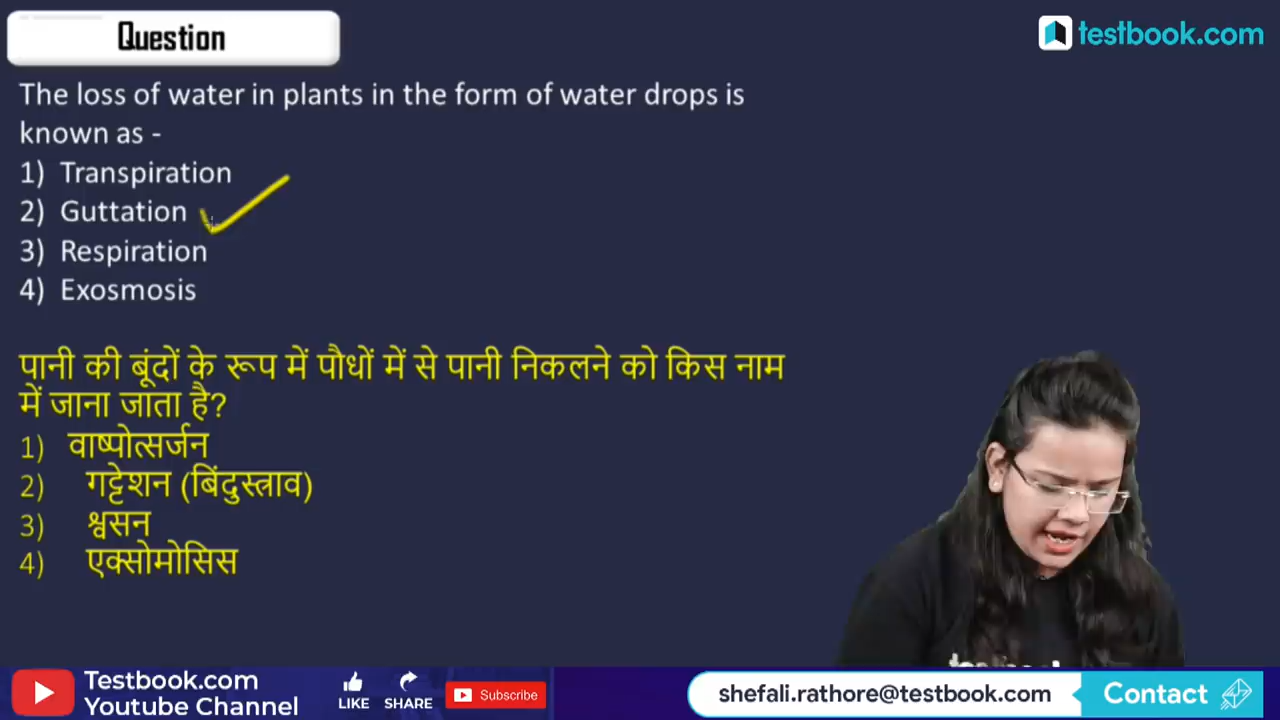 Question
testbook.com
The loss of water in plants in the form of water drops is
known as -
1) Transpiration
2) Guttation
3) Respiration
4) Exosmosis
पानी की बूंदों के रूप में पौधों में से पानी निकलने को किस नाम
में जाना जाता है?
1) वाष्पोत्सर्जन
2) गट्टेशन (बिंदुस्त्राव)
3) श्वसन
4) एक्सोमोसिस
Testbook.com
YouTube Channel
LIKE
SHARE
Subscribe
shefali.rathore@testbook.com
Contact